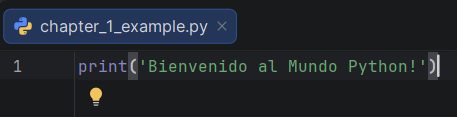 chapter_1_example.py
1 print('Bienvenido al Mundo Python!')